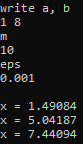 write a, b
1 8
m
10
eps
0.001

x = 1.49084
x = 5.04187
x = 7.44094